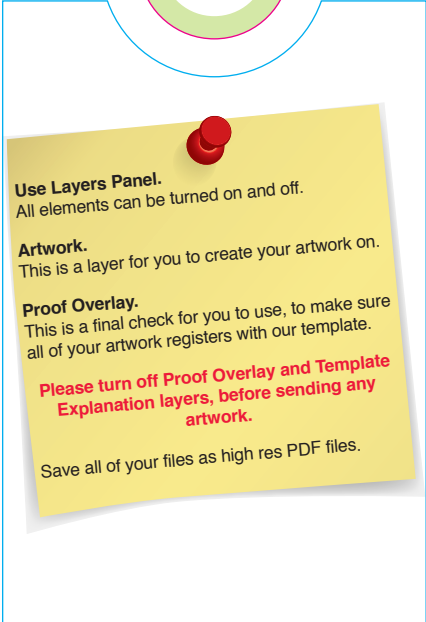 Use Layers Panel.
All elements can be turned on and off.
Artwork.
This is a layer for you to create your artwork on.
Proof Overlay.
This is a final check for you to use, to make sure
all of your artwork registers with our template.
Please turn off Proof Overlay and Template
Explanation layers, before sending any
artwork.
Save all of your files as high res PDF files.